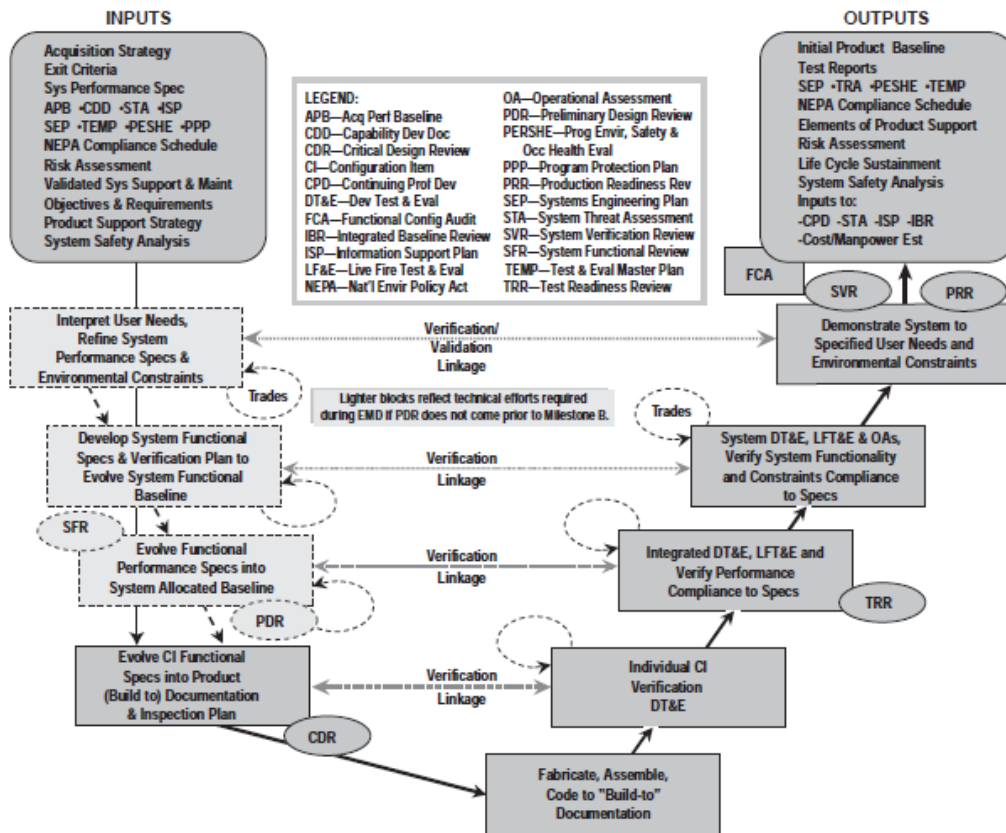 INPUTS
Acquisition Strategy
Exit Criteria
Sys Performance Spec
APB •CDD •STA •ISP
SEP •TEMP •PESHE •PPP
NEPA Compliance Schedule
Risk Assessment
Validated Sys Support & Maint
Objectives & Requirements
Product Support Strategy
System Safety Analysis
LEGEND:
APB—Acq Perf Baseline
CDD—Capability Dev Doc
CDR—Critical Design Review
CI—Configuration Item
CPD—Continuing Prof Dev
DT&E—Dev Test & Eval
FCA—Functional Config Audit
IBR—Integrated Baseline Review
ISP—Information Support Plan
LF&E—Live Fire Test & Eval
NEPA—Nat'l Envir Policy Act
OA—Operational Assessment
PDR—Preliminary Design Review
PERSHE—Prog Envir, Safety &
Occ Health Eval
PPP—Program Protection Plan
PRR—Production Readiness Rev
SEP—Systems Engineering Plan
STA—System Threat Assessment
SVR—System Verification Review
SFR—System Functional Review
TEMP—Test & Eval Master Plan
TRR—Test Readiness Review
OUTPUTS
Initial Product Baseline
Test Reports
SEP •TRA •PESHE •TEMP
NEPA Compliance Schedule
Elements of Product Support
Risk Assessment
Life Cycle Sustainment
System Safety Analysis
Inputs to:
-CPD -STA -ISP -IBR
-Cost/Manpower Est
FCA
SVR
PRR
Interpret User Needs,
Refine System
Performance Specs &
Environmental Constraints
Verification/
Validation
Linkage
Demonstrate System to
Specified User Needs and
Environmental Constraints
Trades
Lighter blocks reflect technical efforts required
during EMD if PDR does not come prior to Milestone B.
Trades
Develop System Functional
Specs & Verification Plan to
Evolve System Functional
Baseline
Verification
Linkage
System DT&E, LFT&E & OAs,
Verify System Functionality
and Constraints Compliance
to Specs
SFR
Evolve Functional
Performance Specs into
System Allocated Baseline
Verification
Linkage
Integrated DT&E, LFT&E and
Verify Performance
Compliance to Specs
TRR
PDR
Evolve CI Functional
Specs into Product
(Build to) Documentation
& Inspection Plan
Verification
Linkage
Individual CI
Verification
DT&E
CDR
Fabricate, Assemble,
Code to "Build-to"
Documentation